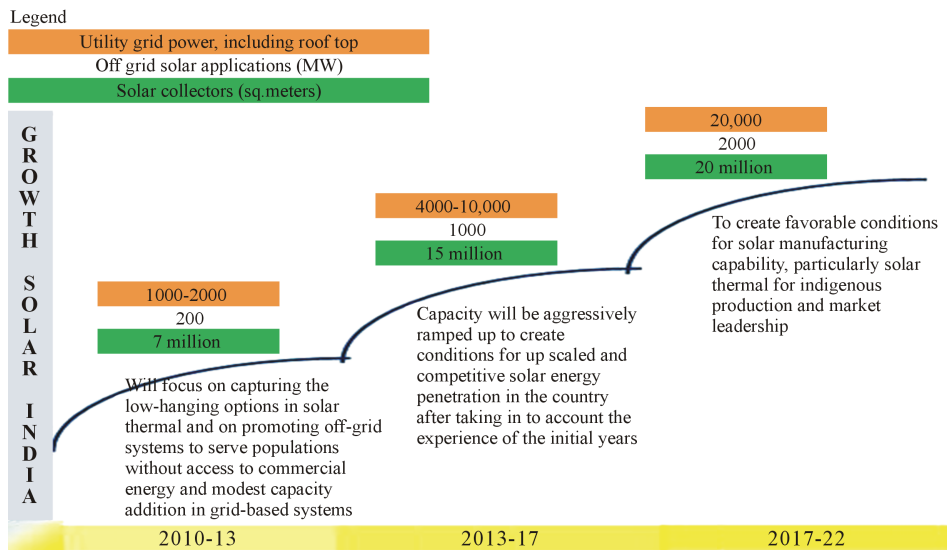 Legend
Utility grid power, including roof top
Off grid solar applications (MW)
Solar collectors (sq.meters)
GROWTH SOLAR INDIA
1000-2000
200
7 million
Will focus on capturing the
low-hanging options in solar
thermal and on promoting off-grid
systems to serve populations
without access to commercial
energy and modest capacity
addition in grid-based systems
4000-10,000
1000
15 million
Capacity will be aggressively
ramped up to create
conditions for up scaled and
competitive solar energy
penetration in the country
after taking in to account the
experience of the initial years
20,000
2000
20 million
To create favorable conditions
for solar manufacturing
capability, particularly solar
thermal for indigenous
production and market
leadership
2010-13
2013-17
2017-22